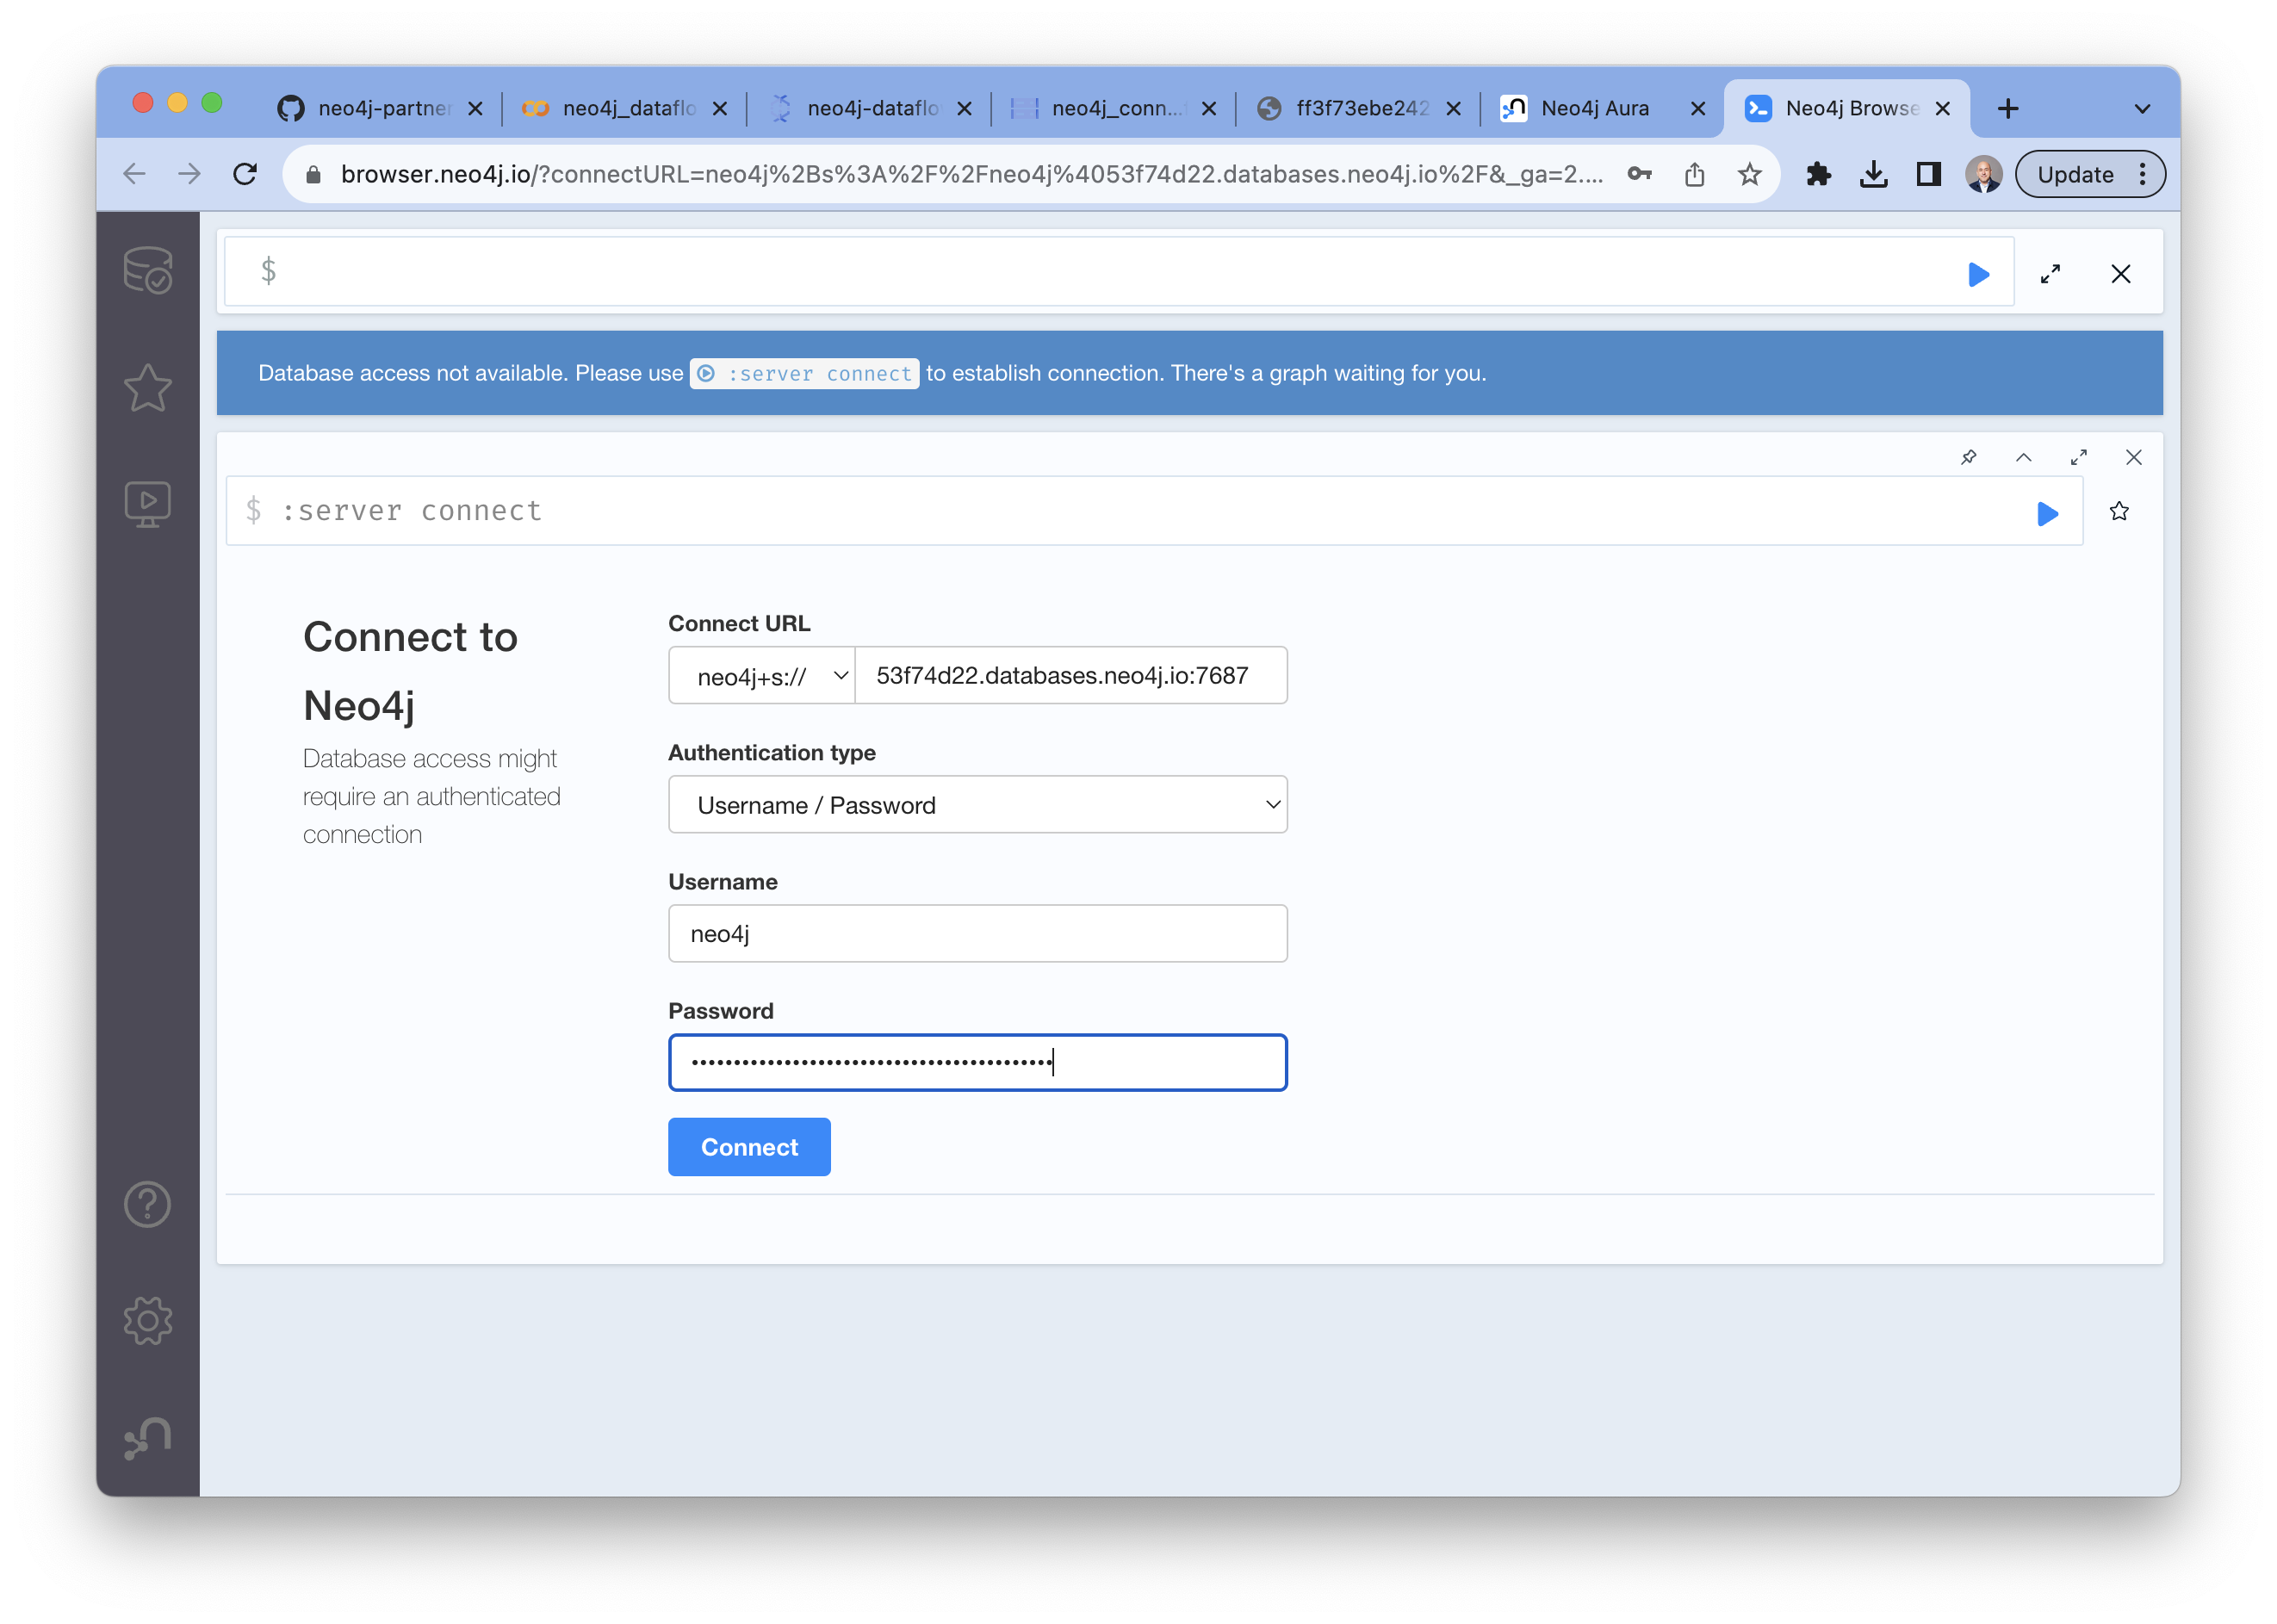 neo4j-partner
neo4j_dataflo
neo4j-dataflo
neo4j_conn...
ff3f73ebe242
Neo4j Aura
Neo4j Browse
browser.neo4j.io/?connectURL=neo4j%2Bs%3A%2F%2Fneo4j%4053f74d22.databases.neo4j.io%2F&_ga=2....
Update
$
Database access not available. Please use :server connect to establish connection. There's a graph waiting for you.
$ :server connect
Connect to
Neo4j
Database access might
require an authenticated
connection
Connect URL
neo4j+s://
53f74d22.databases.neo4j.io:7687
Authentication type
Username / Password
Username
neo4j
Password
Connect